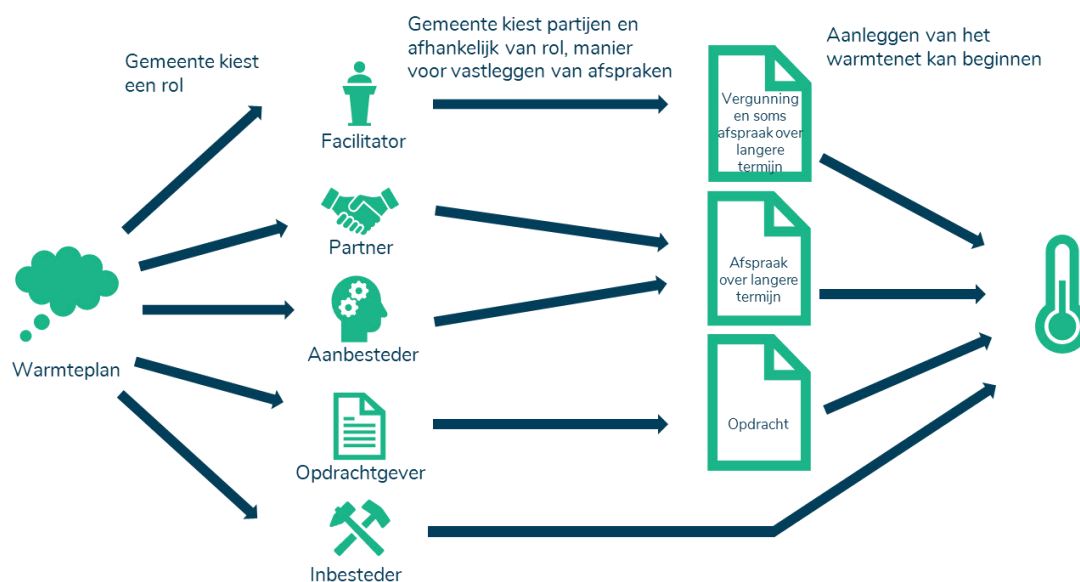 Gemeente kiest
een rol
Gemeente kiest partijen en
afhankelijk van rol, manier
voor vastleggen van afspraken
Aanleggen van het
warmtenet kan beginnen
Warmteplan
Facilitator
Partner
Aanbesteder
Opdrachtgever
Inbesteder
Vergunning
en soms
afspraak over
langere
termijn
Afspraak
over langere
termijn
Opdracht